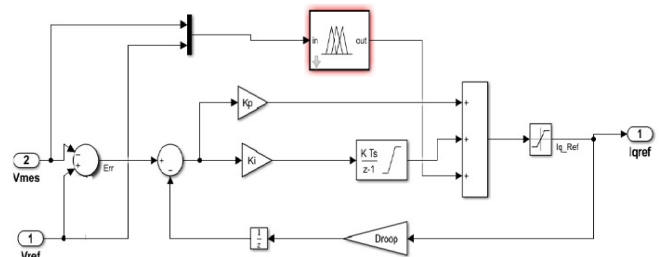 in out
Kp
+
2
Vmes
−
+
Err
+
−
Ki
K Ts
z-1
+
+
Iq_Ref
1
Iqref
1
Vref
1
z
Droop